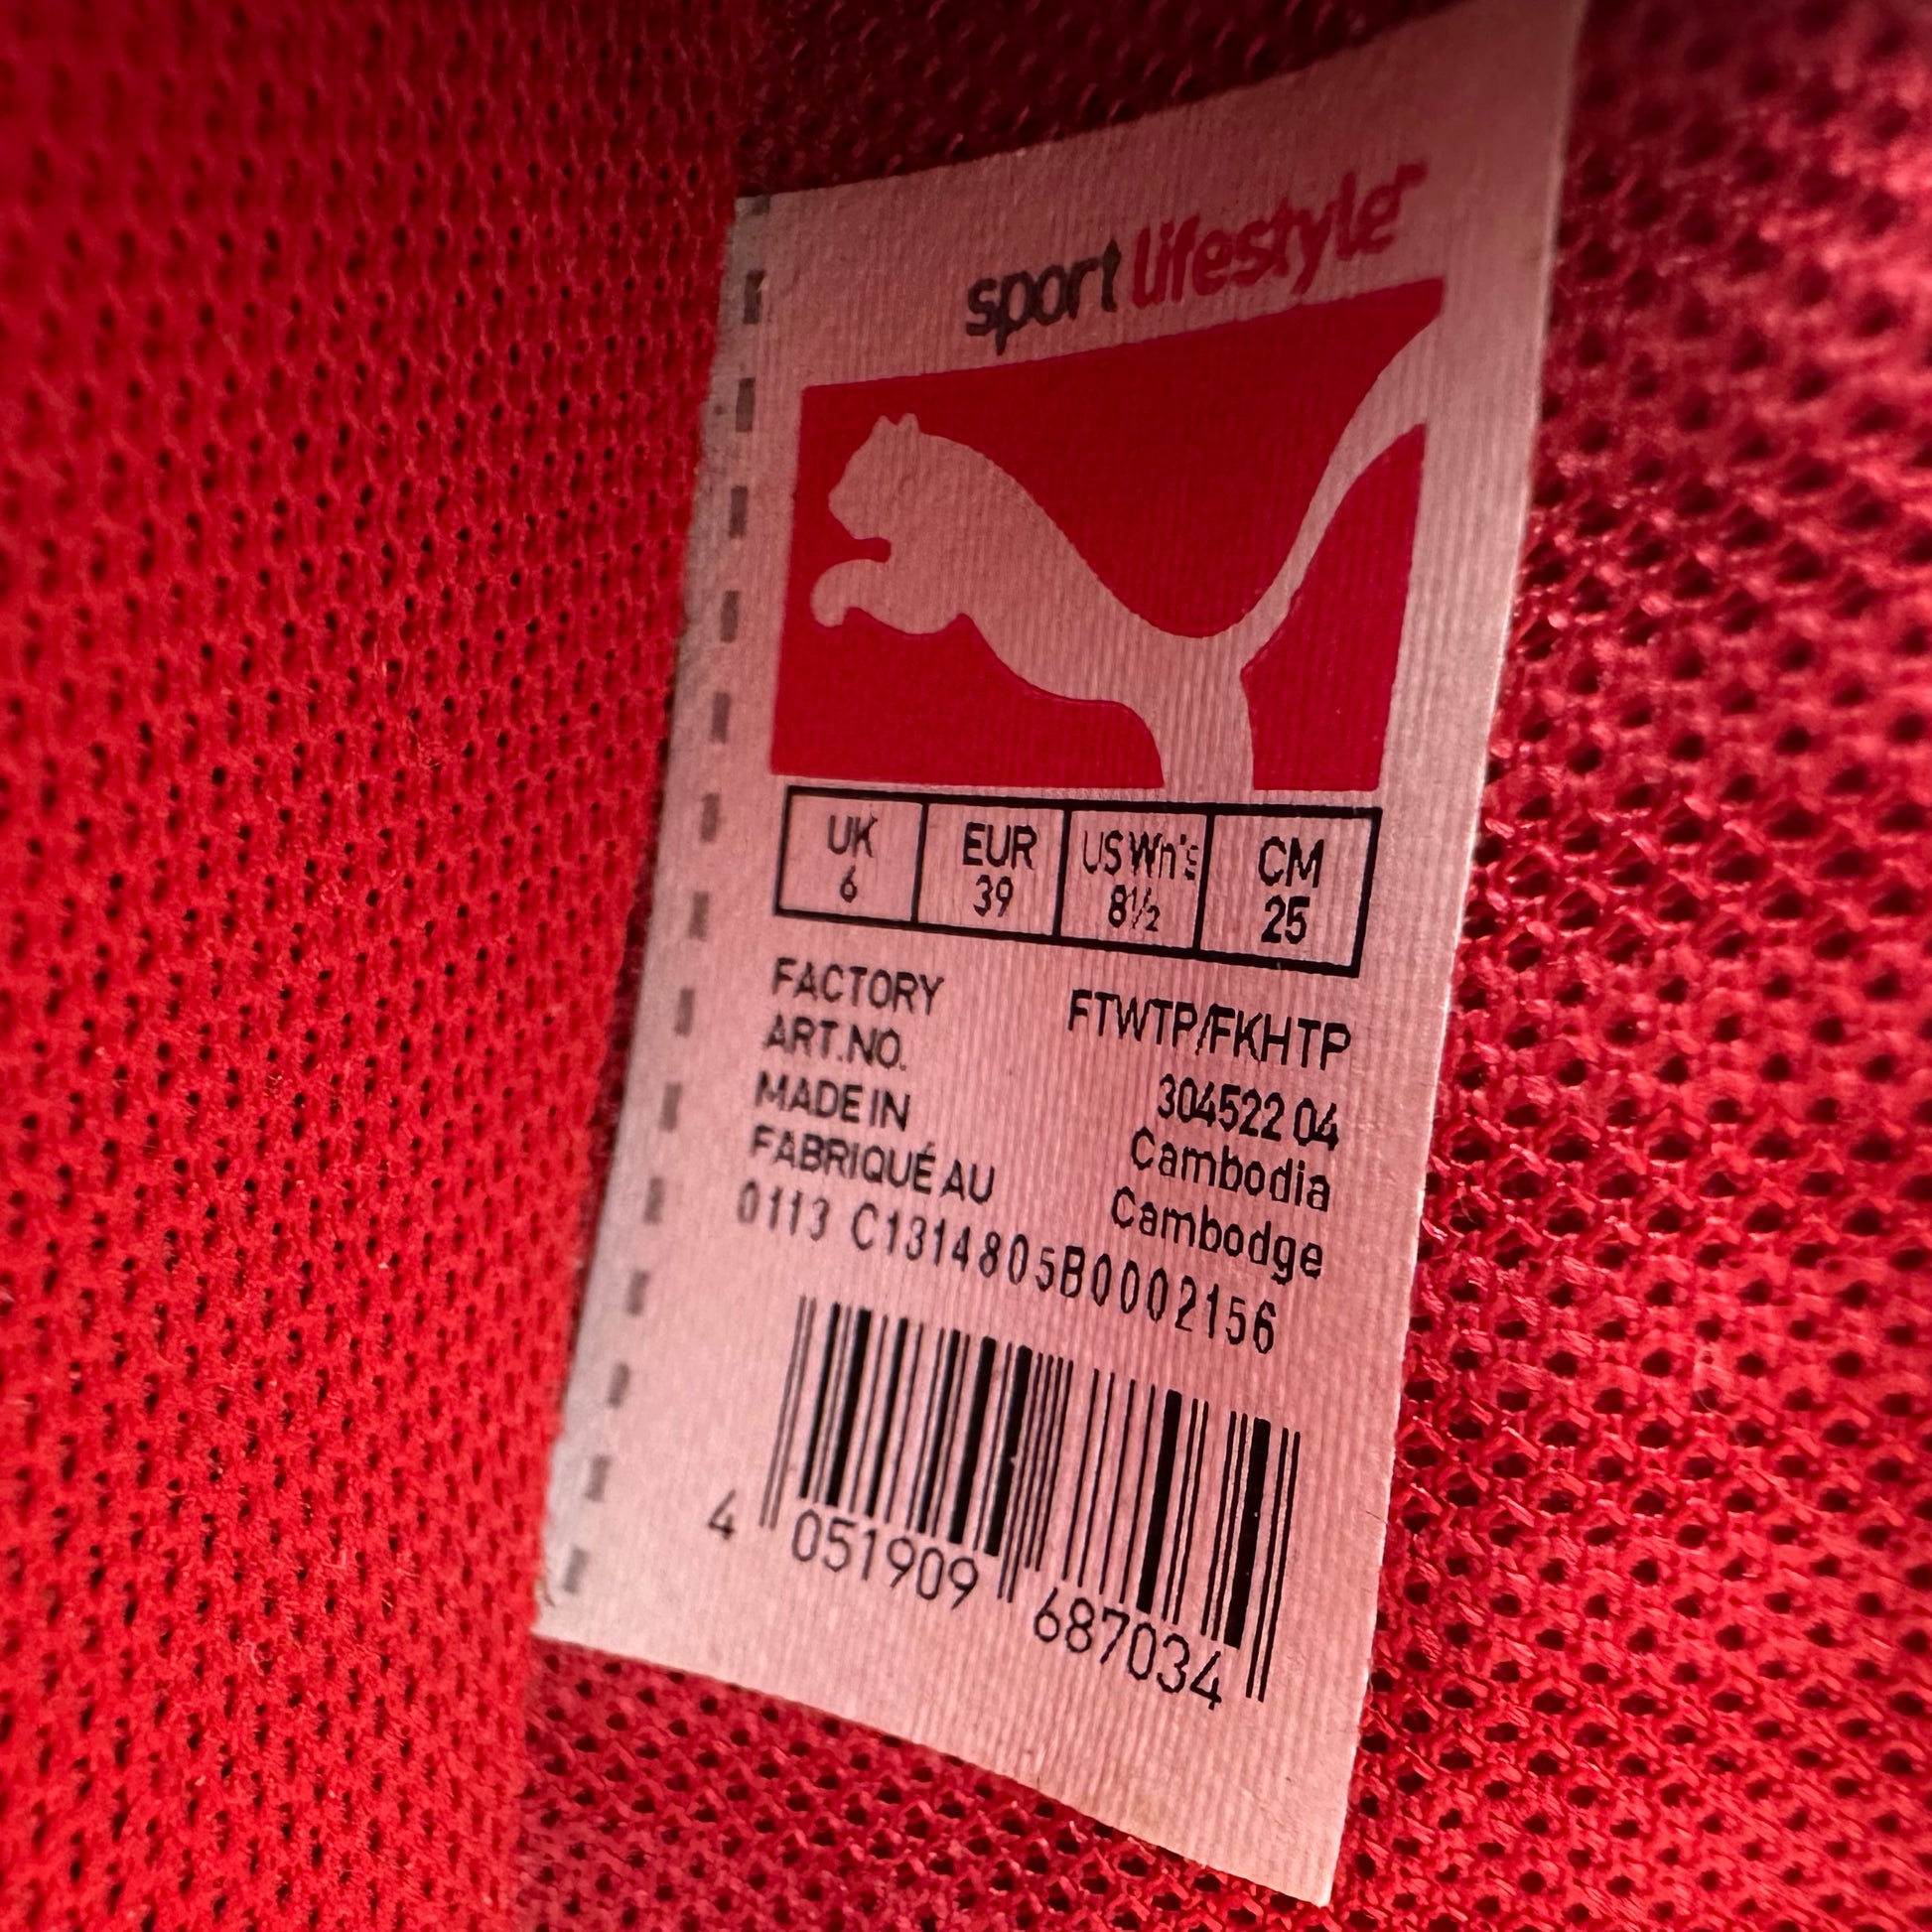 sport lifestyle
UK EUR US Wn's CM
6 39 8½ 25
FACTORY FTWTP/FKHTP
ART.NO. 304522 04
MADE IN Cambodia
FABRIQUÉ AU Cambodge
0113 C1314805B0002156
4 051909 687034